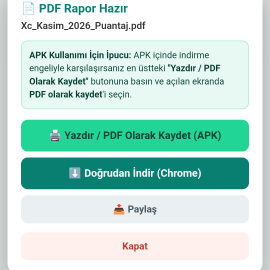 📄 PDF Rapor Hazır
Xc_Kasim_2026_Puantaj.pdf
APK Kullanımı İçin İpucu: APK içinde indirme
engeliyle karşılaşırsanız en üstteki "Yazdır / PDF
Olarak Kaydet" butonuna basın ve açılan ekranda
PDF olarak kaydet'i seçin.
🖨️ Yazdır / PDF Olarak Kaydet (APK)
⬇️ Doğrudan İndir (Chrome)
📤 Paylaş
Kapat